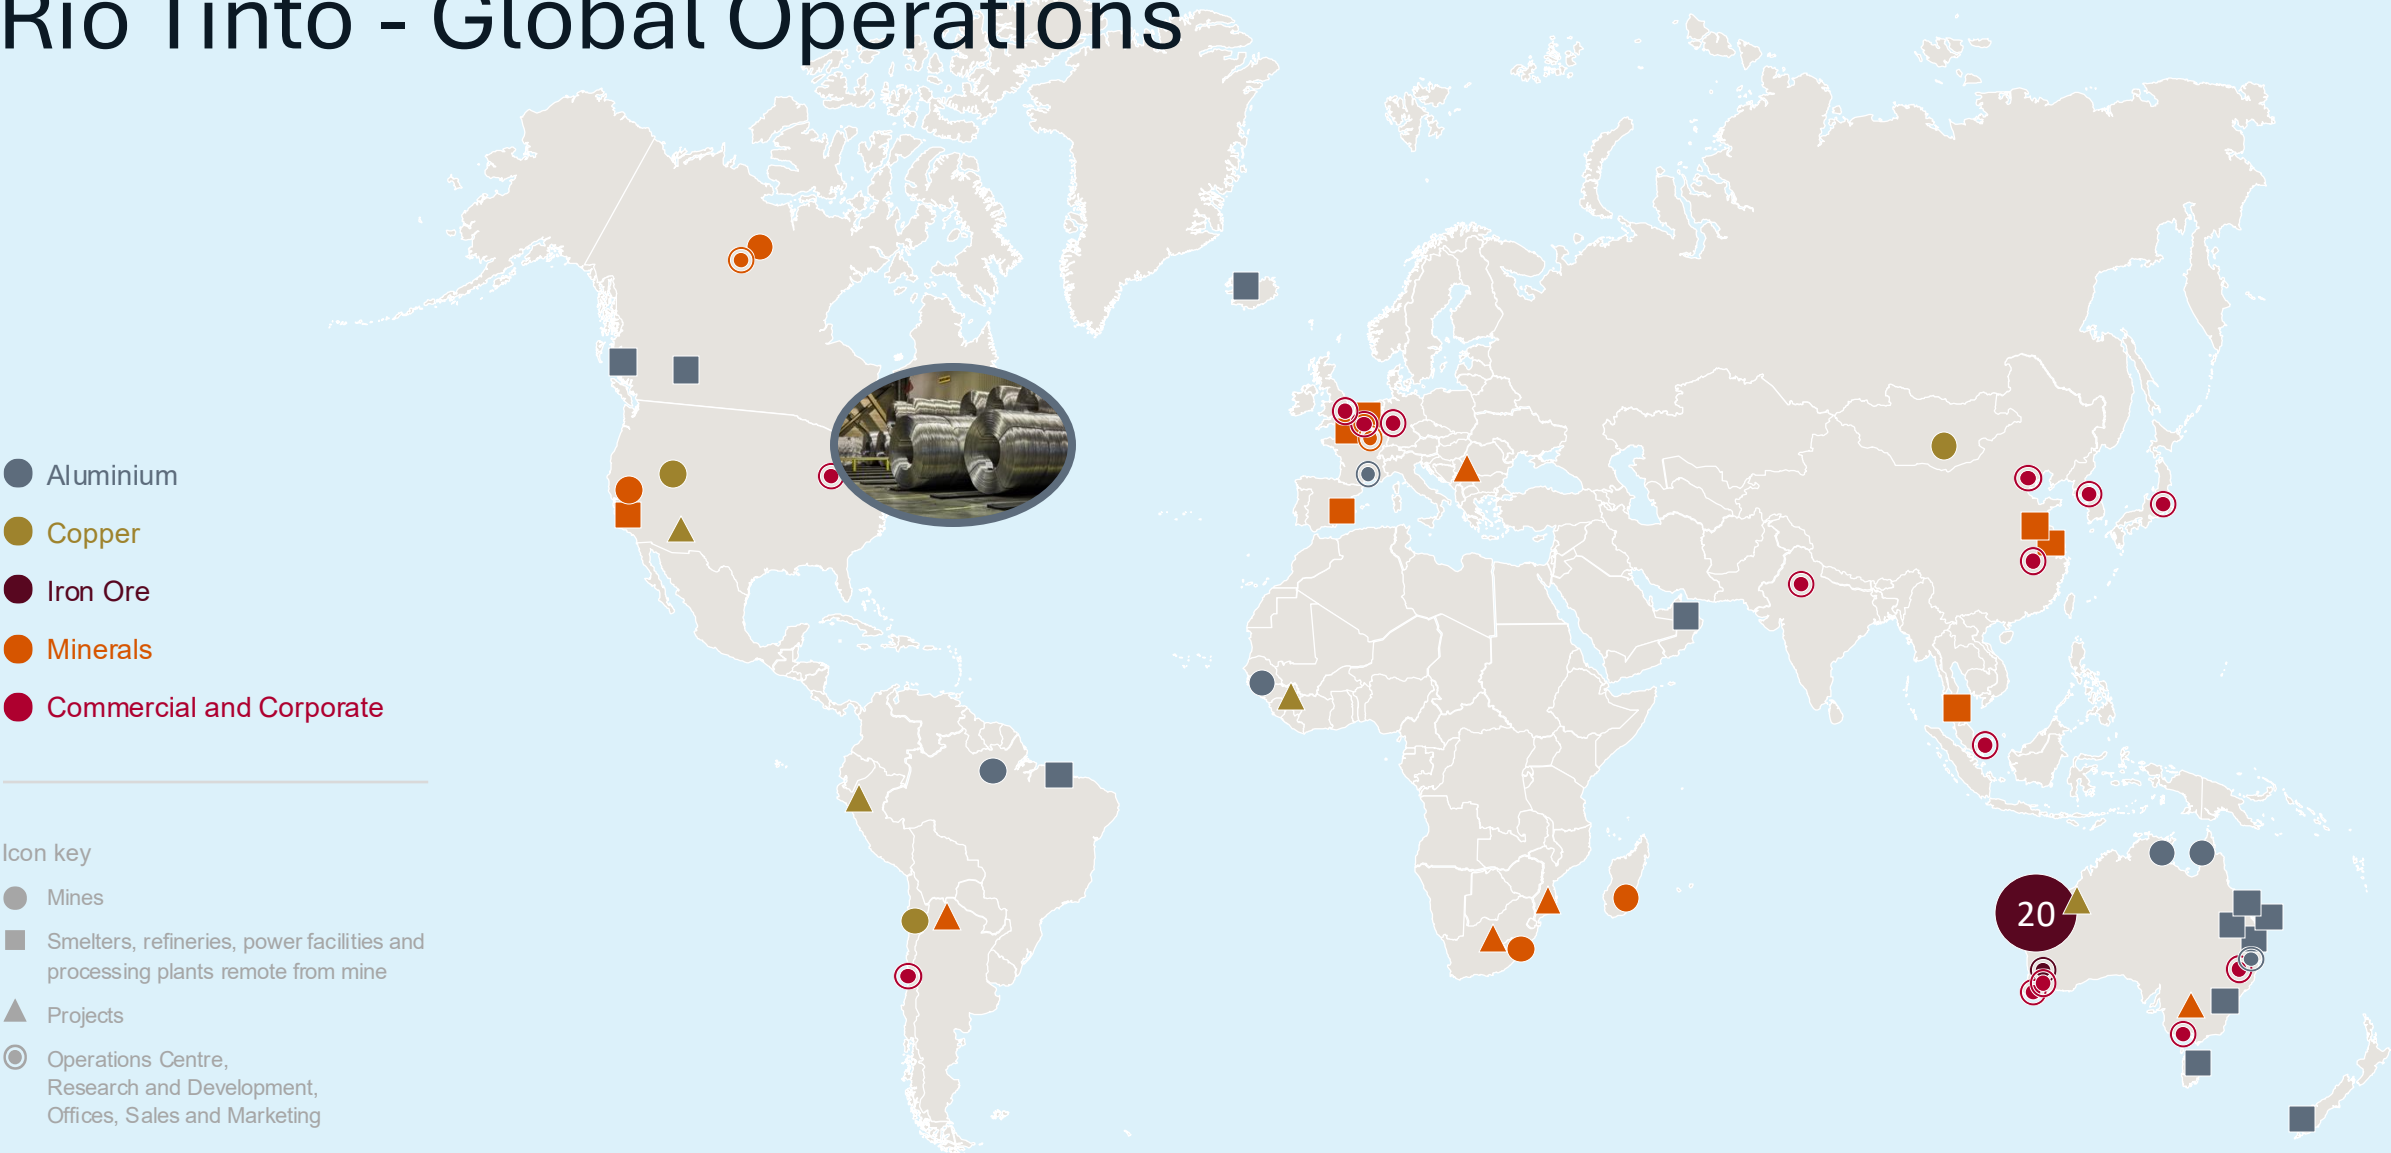 Rio Tinto - Global Operations
Aluminium
Copper
Iron Ore
Minerals
Commercial and Corporate
Icon key
Mines
Smelters, refineries, power facilities and
processing plants remote from mine
Projects
Operations Centre,
Research and Development,
Offices, Sales and Marketing
20